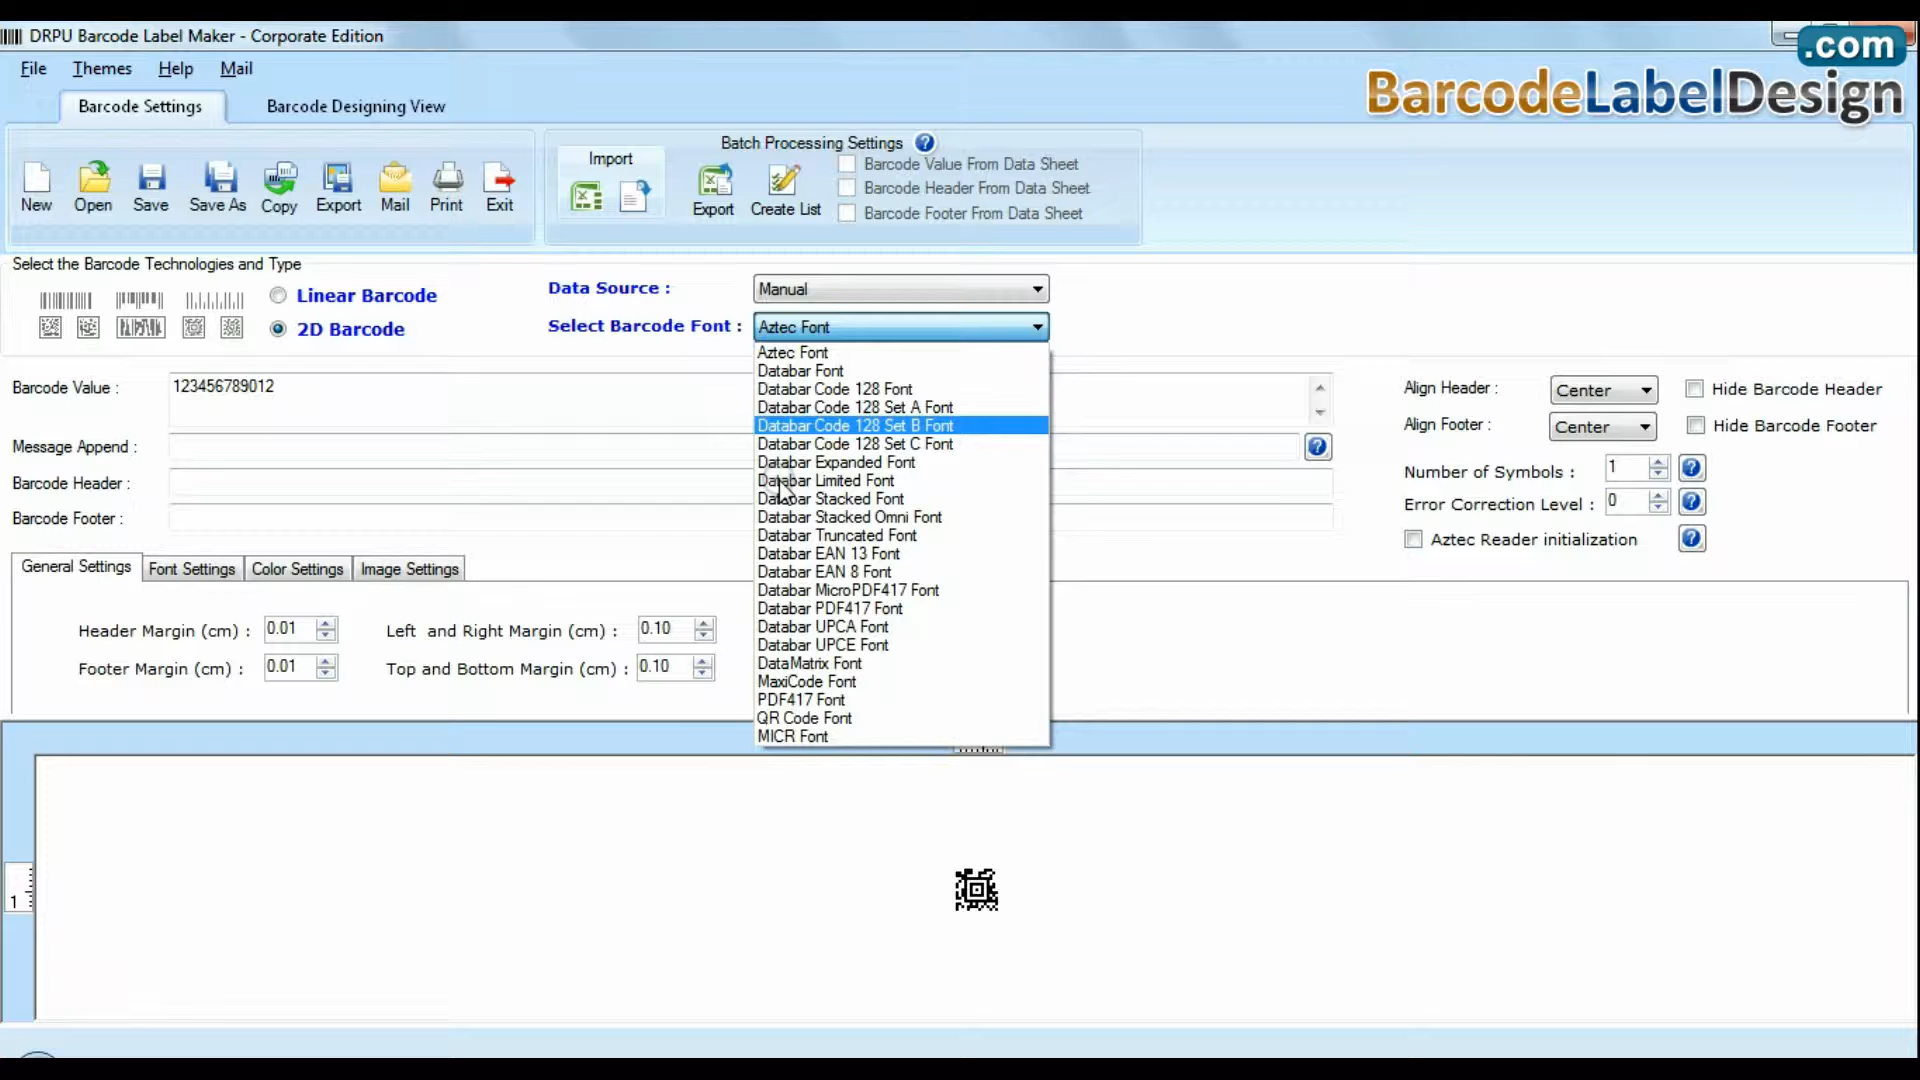 DRPU Barcode Label Maker - Corporate Edition
.com
BarcodeLabelDesign
File Themes Help Mail
Barcode Settings Barcode Designing View
New Open Save Save As Copy Export Mail Print Exit
Import
Batch Processing Settings ?
Export Create List
Barcode Value From Data Sheet
Barcode Header From Data Sheet
Barcode Footer From Data Sheet
Select the Barcode Technologies and Type
Linear Barcode
2D Barcode
Data Source : Manual
Select Barcode Font : Aztec Font
Aztec Font
Databar Font
Databar Code 128 Font
Databar Code 128 Set A Font
Databar Code 128 Set B Font
Databar Code 128 Set C Font
Databar Expanded Font
Databar Limited Font
Databar Stacked Font
Databar Stacked Omni Font
Databar Truncated Font
Databar EAN 13 Font
Databar EAN 8 Font
Databar MicroPDF417 Font
Databar PDF417 Font
Databar UPCA Font
Databar UPCE Font
DataMatrix Font
MaxiCode Font
PDF417 Font
QR Code Font
MICR Font
Barcode Value : 123456789012
Message Append : ?
Barcode Header :
Barcode Footer :
Align Header : Center Hide Barcode Header
Align Footer : Center Hide Barcode Footer
Number of Symbols : 1 ?
Error Correction Level : 0 ?
Aztec Reader initialization ?
General Settings Font Settings Color Settings Image Settings
Header Margin (cm) : 0.01 Left and Right Margin (cm) : 0.10
Footer Margin (cm) : 0.01 Top and Bottom Margin (cm) : 0.10
1